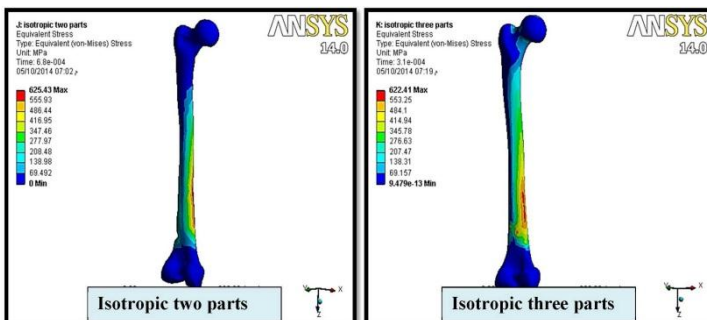 J: isotropic two parts
Equivalent Stress
Type: Equivalent (von-Mises) Stress
Unit: MPa
Time: 6.8e-004
05/10/2014 07:02 م
625.43 Max
555.93
486.44
416.95
347.46
277.97
208.48
138.98
69.492
0 Min
ANSYS
14.0
Y
X
Z
Isotropic two parts
K: isotropic three parts
Equivalent Stress
Type: Equivalent (von-Mises) Stress
Unit: MPa
Time: 3.1e-004
05/10/2014 07:19 م
622.41 Max
553.25
484.1
414.94
345.78
276.63
207.47
138.31
69.157
9.479e-13 Min
ANSYS
14.0
X
Z
Isotropic three parts